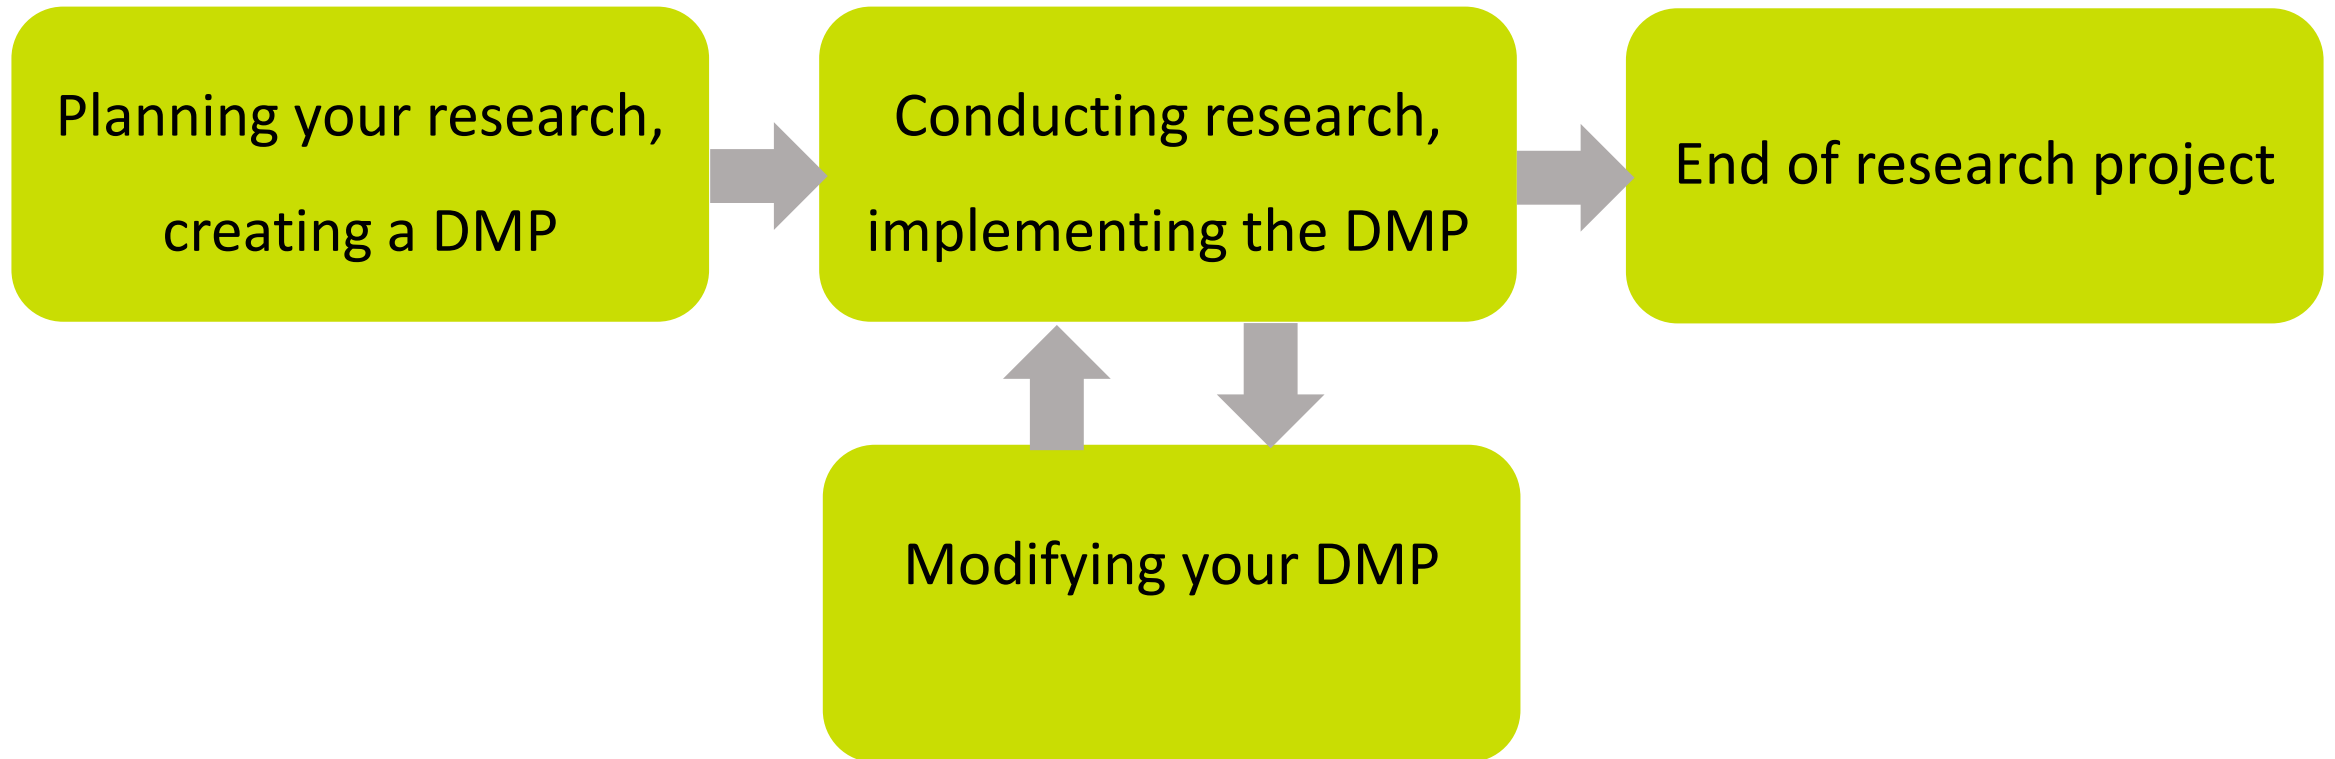 Planning your research,
creating a DMP
Conducting research,
implementing the DMP
End of research project
Modifying your DMP